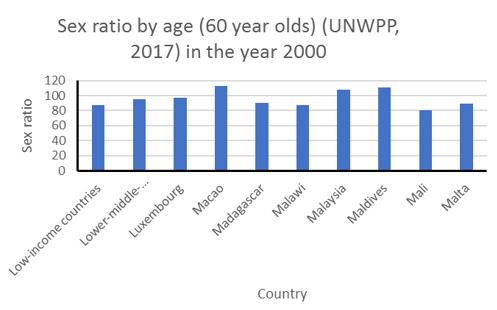 Sex ratio by age (60 year olds) (UNWPP,
2017) in the year 2000
120
100
80
60
40
20
0
Sex ratio
Low-income countries
Lower-middle-...
Luxembourg
Macao
Madagascar
Malawi
Malaysia
Maldives
Mali
Malta
Country